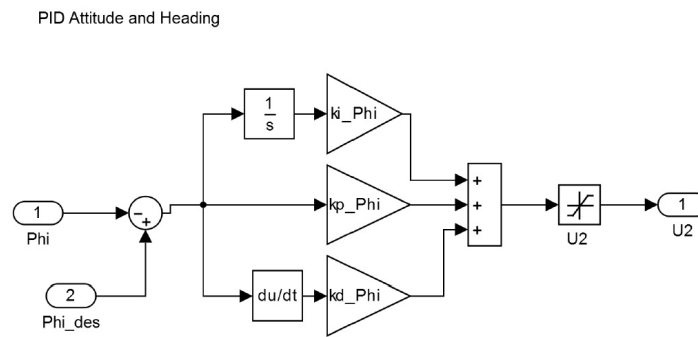 PID Attitude and Heading
1
s
ki_Phi
1
Phi
-
+
kp_Phi
+
+
+
U2
1
U2
2
Phi_des
du/dt
kd_Phi